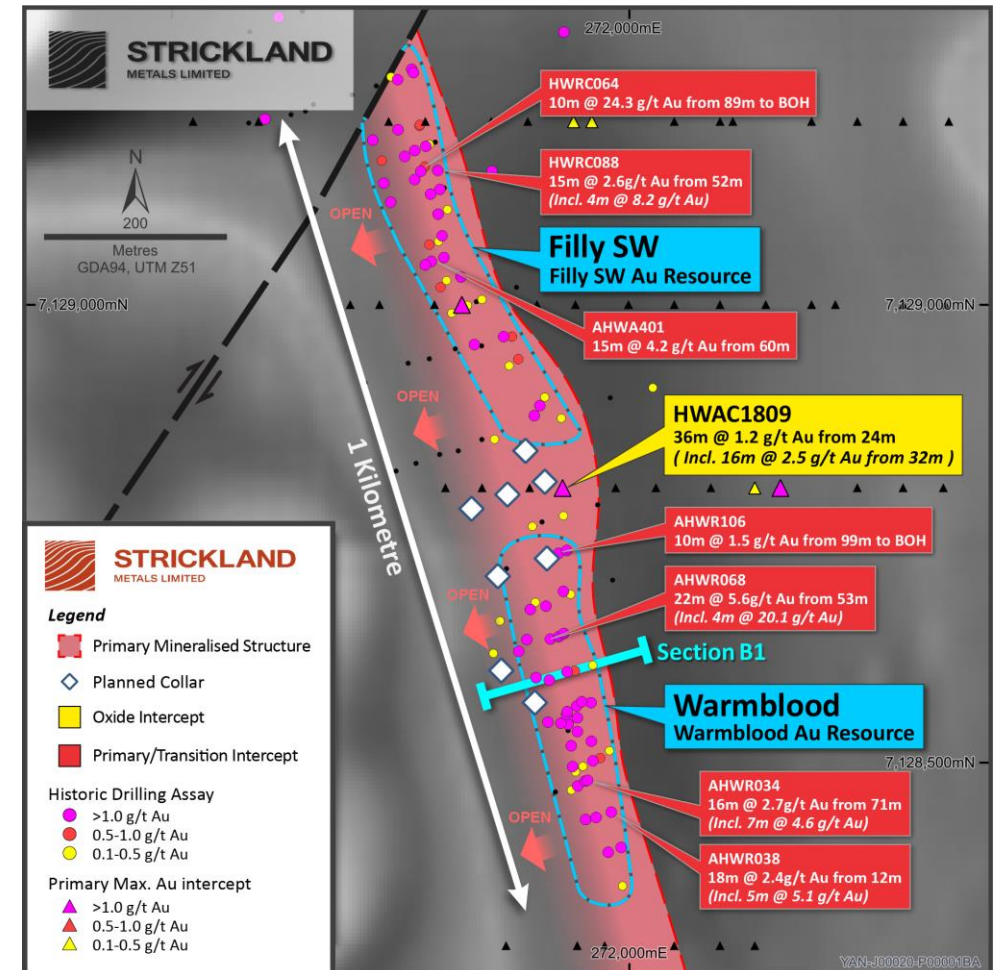 STRICKLAND
METALS LIMITED
272,000mE
HWRC064
10m @ 24.3 g/t Au from 89m to BOH
N
200
Metres
GDA94, UTM Z51
HWRC088
15m @ 2.6g/t Au from 52m
(Incl. 4m @ 8.2 g/t Au)
OPEN
Filly SW
Filly SW Au Resource
7,129,000mN
7,129,000mN
AHWA401
15m @ 4.2 g/t Au from 60m
OPEN
HWAC1809
36m @ 1.2 g/t Au from 24m
( Incl. 16m @ 2.5 g/t Au from 32m )
1 Kilometre
AHWR106
10m @ 1.5 g/t Au from 99m to BOH
AHWR068
22m @ 5.6g/t Au from 53m
(Incl. 4m @ 20.1 g/t Au)
OPEN
Section B1
Warmblood
Warmblood Au Resource
7,128,500mN
AHWR034
16m @ 2.7g/t Au from 71m
(Incl. 7m @ 4.6 g/t Au)
OPEN
AHWR038
18m @ 2.4g/t Au from 12m
(Incl. 5m @ 5.1 g/t Au)
272,000mE
YAN-J00020-P00001BA
STRICKLAND
METALS LIMITED
Legend
Primary Mineralised Structure
Planned Collar
Oxide Intercept
Primary/Transition Intercept
Historic Drilling Assay
>1.0 g/t Au
0.5-1.0 g/t Au
0.1-0.5 g/t Au
Primary Max. Au intercept
>1.0 g/t Au
0.5-1.0 g/t Au
0.1-0.5 g/t Au